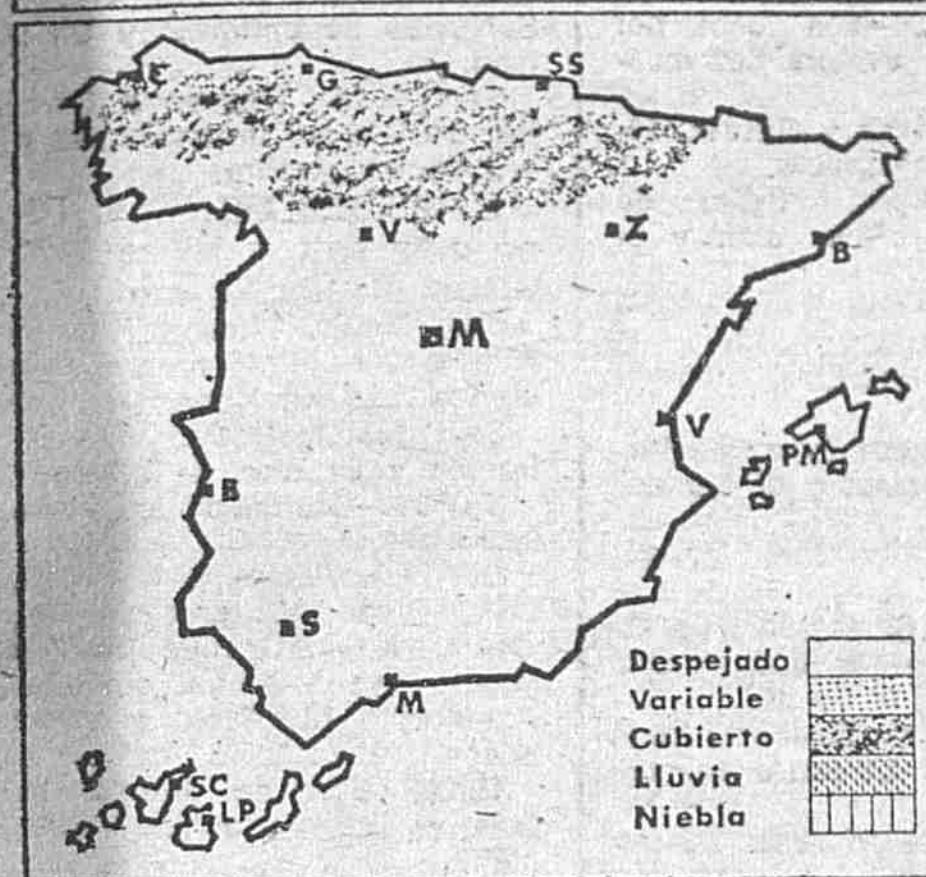 C
G
SS
V
Z
B
M
V
PM
B
S
M
SC
LP
Despejado
Variable
Cubierto
Lluvia
Niebla